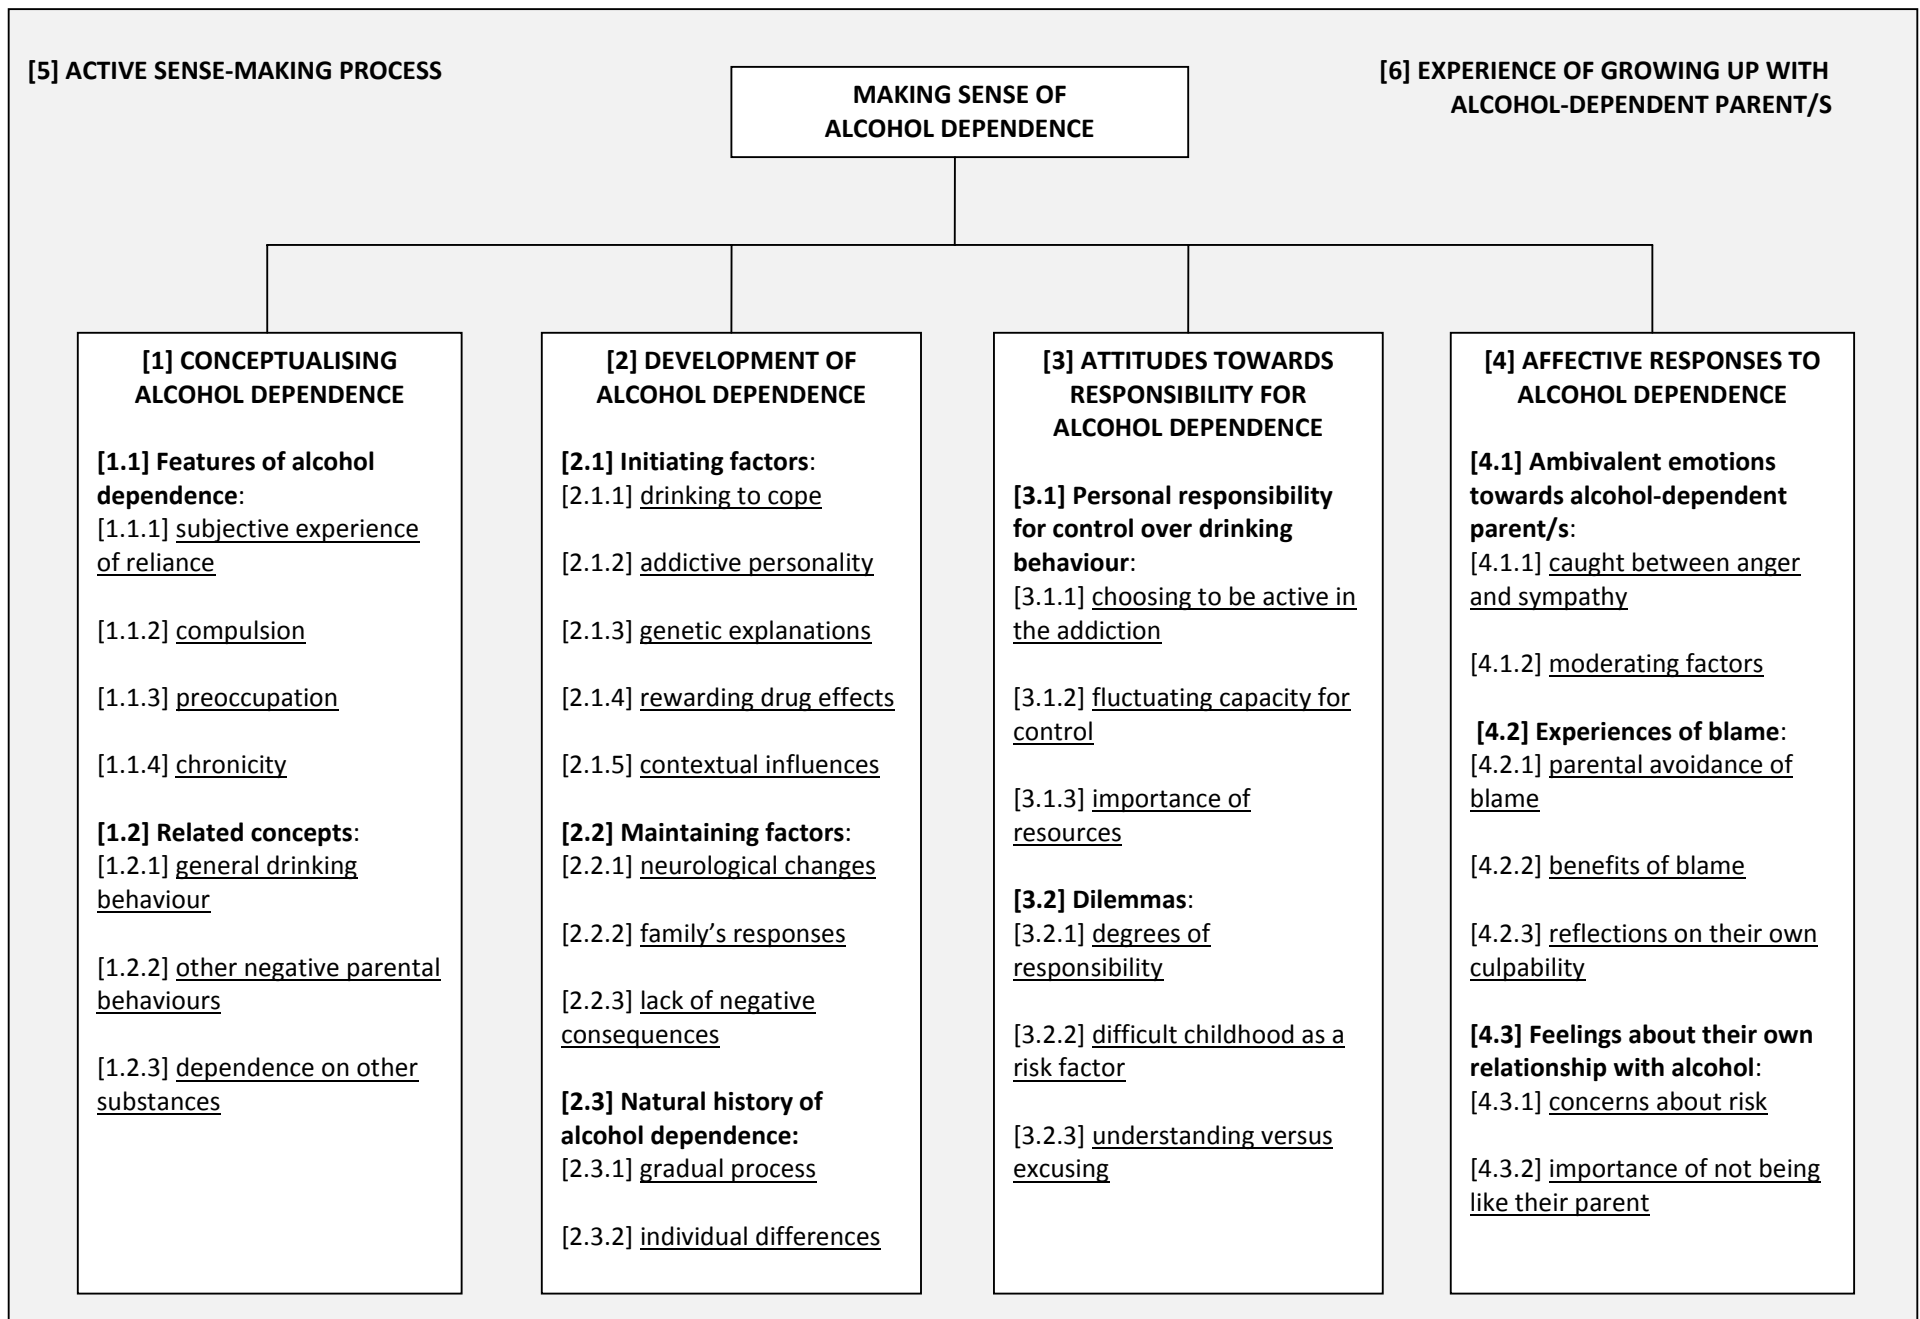 [5] ACTIVE SENSE-MAKING PROCESS
[6] EXPERIENCE OF GROWING UP WITH
ALCOHOL-DEPENDENT PARENT/S
MAKING SENSE OF
ALCOHOL DEPENDENCE
[1] CONCEPTUALISING
ALCOHOL DEPENDENCE
[1.1] Features of alcohol
dependence:
[1.1.1] subjective experience
of reliance
[1.1.2] compulsion
[1.1.3] preoccupation
[1.1.4] chronicity
[1.2] Related concepts:
[1.2.1] general drinking
behaviour
[1.2.2] other negative parental
behaviours
[1.2.3] dependence on other
substances
[2] DEVELOPMENT OF
ALCOHOL DEPENDENCE
[2.1] Initiating factors:
[2.1.1] drinking to cope
[2.1.2] addictive personality
[2.1.3] genetic explanations
[2.1.4] rewarding drug effects
[2.1.5] contextual influences
[2.2] Maintaining factors:
[2.2.1] neurological changes
[2.2.2] family’s responses
[2.2.3] lack of negative
consequences
[2.3] Natural history of
alcohol dependence:
[2.3.1] gradual process
[2.3.2] individual differences
[3] ATTITUDES TOWARDS
RESPONSIBILITY FOR
ALCOHOL DEPENDENCE
[3.1] Personal responsibility
for control over drinking
behaviour:
[3.1.1] choosing to be active in
the addiction
[3.1.2] fluctuating capacity for
control
[3.1.3] importance of
resources
[3.2] Dilemmas:
[3.2.1] degrees of
responsibility
[3.2.2] difficult childhood as a
risk factor
[3.2.3] understanding versus
excusing
[4] AFFECTIVE RESPONSES TO
ALCOHOL DEPENDENCE
[4.1] Ambivalent emotions
towards alcohol-dependent
parent/s:
[4.1.1] caught between anger
and sympathy
[4.1.2] moderating factors
[4.2] Experiences of blame:
[4.2.1] parental avoidance of
blame
[4.2.2] benefits of blame
[4.2.3] reflections on their own
culpability
[4.3] Feelings about their own
relationship with alcohol:
[4.3.1] concerns about risk
[4.3.2] importance of not being
like their parent